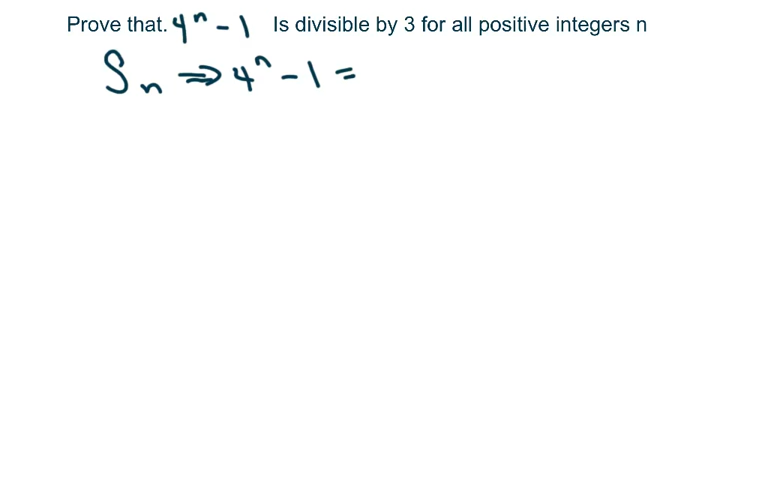 Prove that. 4ⁿ - 1 Is divisible by 3 for all positive integers n
Sₙ ⇒ 4ⁿ - 1 =